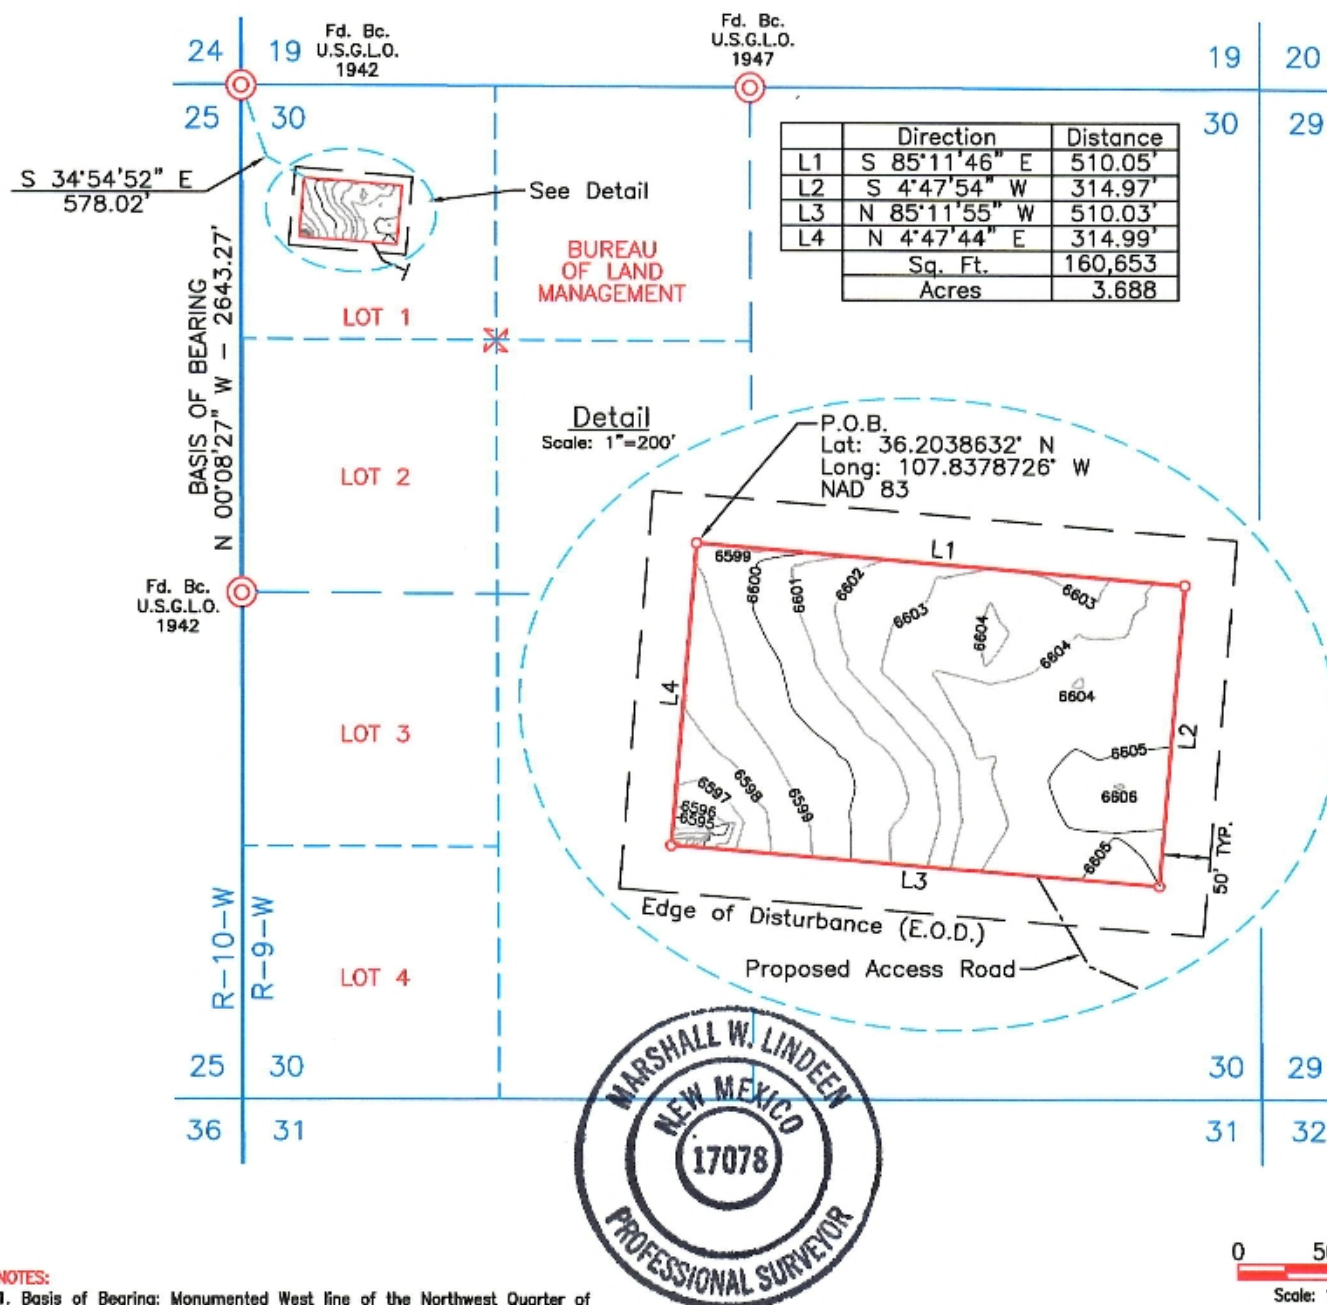 24
19
Fd. Bc.
U.S.G.L.O.
1942
Fd. Bc.
U.S.G.L.O.
1947
19
20
25
30
30
29
Direction Distance
L1 S 85°11'46" E 510.05'
L2 S 4°47'54" W 314.97'
L3 N 85°11'55" W 510.03'
L4 N 4°47'44" E 314.99'
Sq. Ft. 160,653
Acres 3.688
S 34°54'52" E
578.02'
See Detail
BUREAU
OF LAND
MANAGEMENT
BASIS OF BEARING
N 00°08'27" W – 2643.27'
LOT 1
Detail
Scale: 1"=200'
P.O.B.
Lat: 36.2038632° N
Long: 107.8378726° W
NAD 83
LOT 2
Fd. Bc.
U.S.G.L.O.
1942
L1
6599
6600
6601
6602
6603
6603
6604
6604
6604
L4
L2
LOT 3
6605
6606
6597
6598
6599
6596
6595
6605
50' TYP.
L3
Edge of Disturbance (E.O.D.)
Proposed Access Road
R-10-W
R-9-W
LOT 4
25
30
30
29
36
31
31
32
MARSHALL W. LINDEEN
NEW MEXICO
17078
PROFESSIONAL SURVEYOR
0
Scale:
NOTES:
1. Basis of Bearing: Monumented West line of the Northwest Quarter of